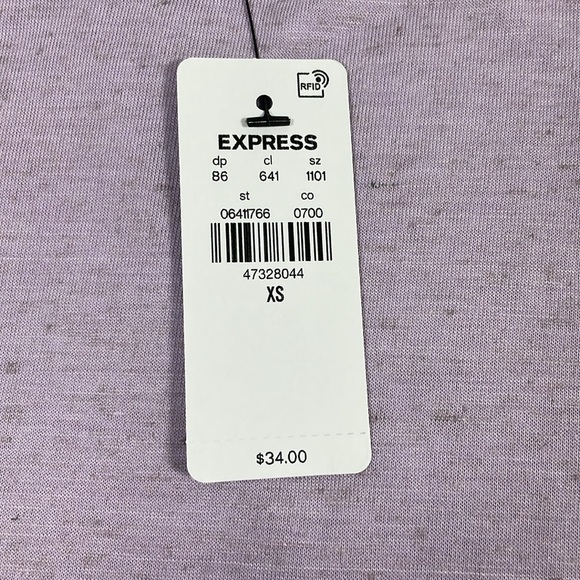 RFID
EXPRESS
dp cl sz
86 641 1101
st co
06411766 0700
47328044
XS
$34.00